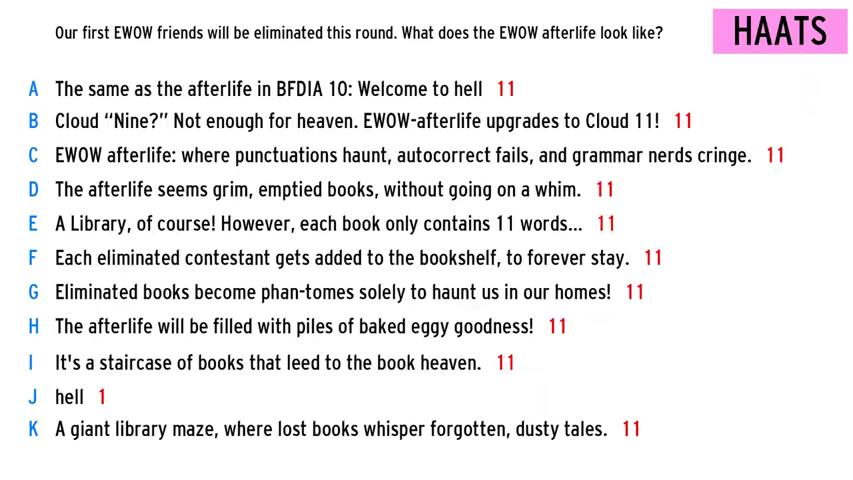 Our first EWOW friends will be eliminated this round. What does the EWOW afterlife look like?
HAATS
A The same as the afterlife in BFDIA 10: Welcome to hell 11
B Cloud “Nine?” Not enough for heaven. EWOW-afterlife upgrades to Cloud 11! 11
C EWOW afterlife: where punctuations haunt, autocorrect fails, and grammar nerds cringe. 11
D The afterlife seems grim, emptied books, without going on a whim. 11
E A Library, of course! However, each book only contains 11 words... 11
F Each eliminated contestant gets added to the bookshelf, to forever stay. 11
G Eliminated books become phan-tomes solely to haunt us in our homes! 11
H The afterlife will be filled with piles of baked eggy goodness! 11
I It's a staircase of books that leed to the book heaven. 11
J hell 1
K A giant library maze, where lost books whisper forgotten, dusty tales. 11